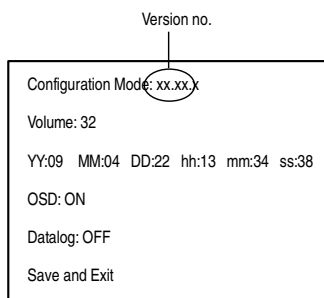 Version no.
Configuration Mode: xx.xx.x
Volume: 32
YY:09 MM:04 DD:22 hh:13 mm:34 ss:38
OSD: ON
Datalog: OFF
Save and Exit